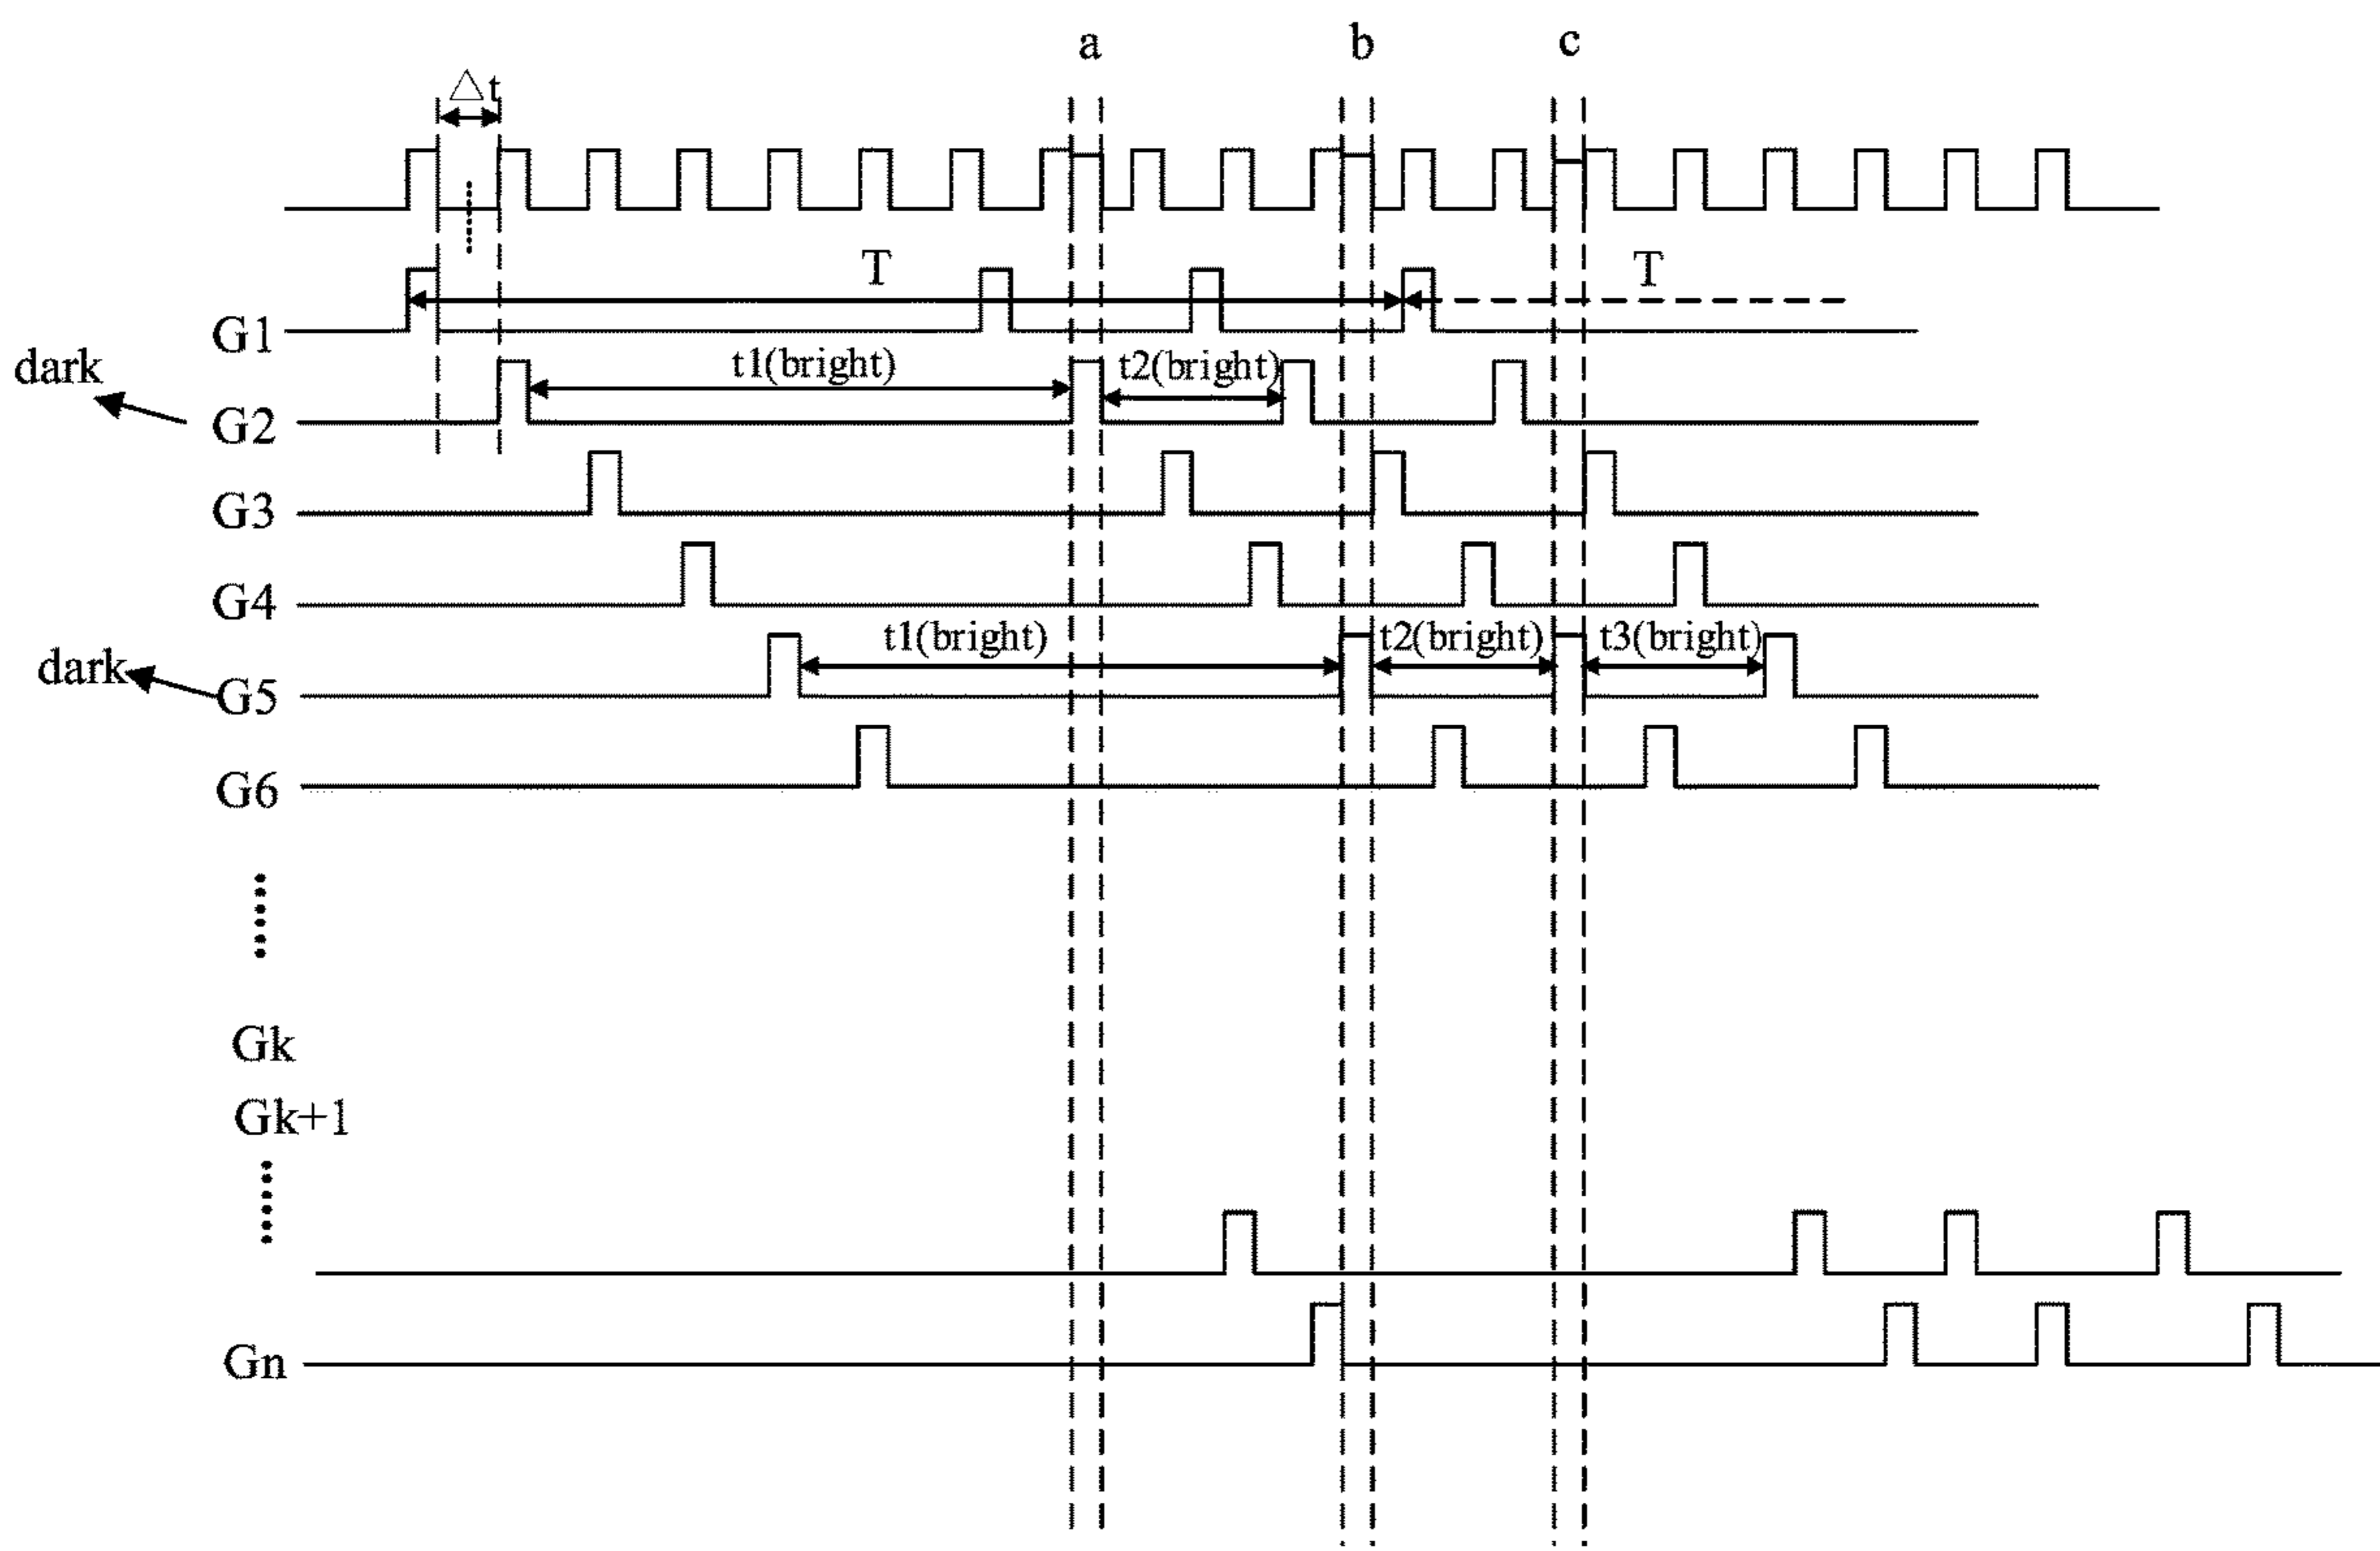 a b c
△t
T T
G1
dark
t1(bright) t2(bright)
G2
G3
G4
t1(bright) t2(bright) t3(bright)
dark
G5
G6
Gk
Gk+1
Gn